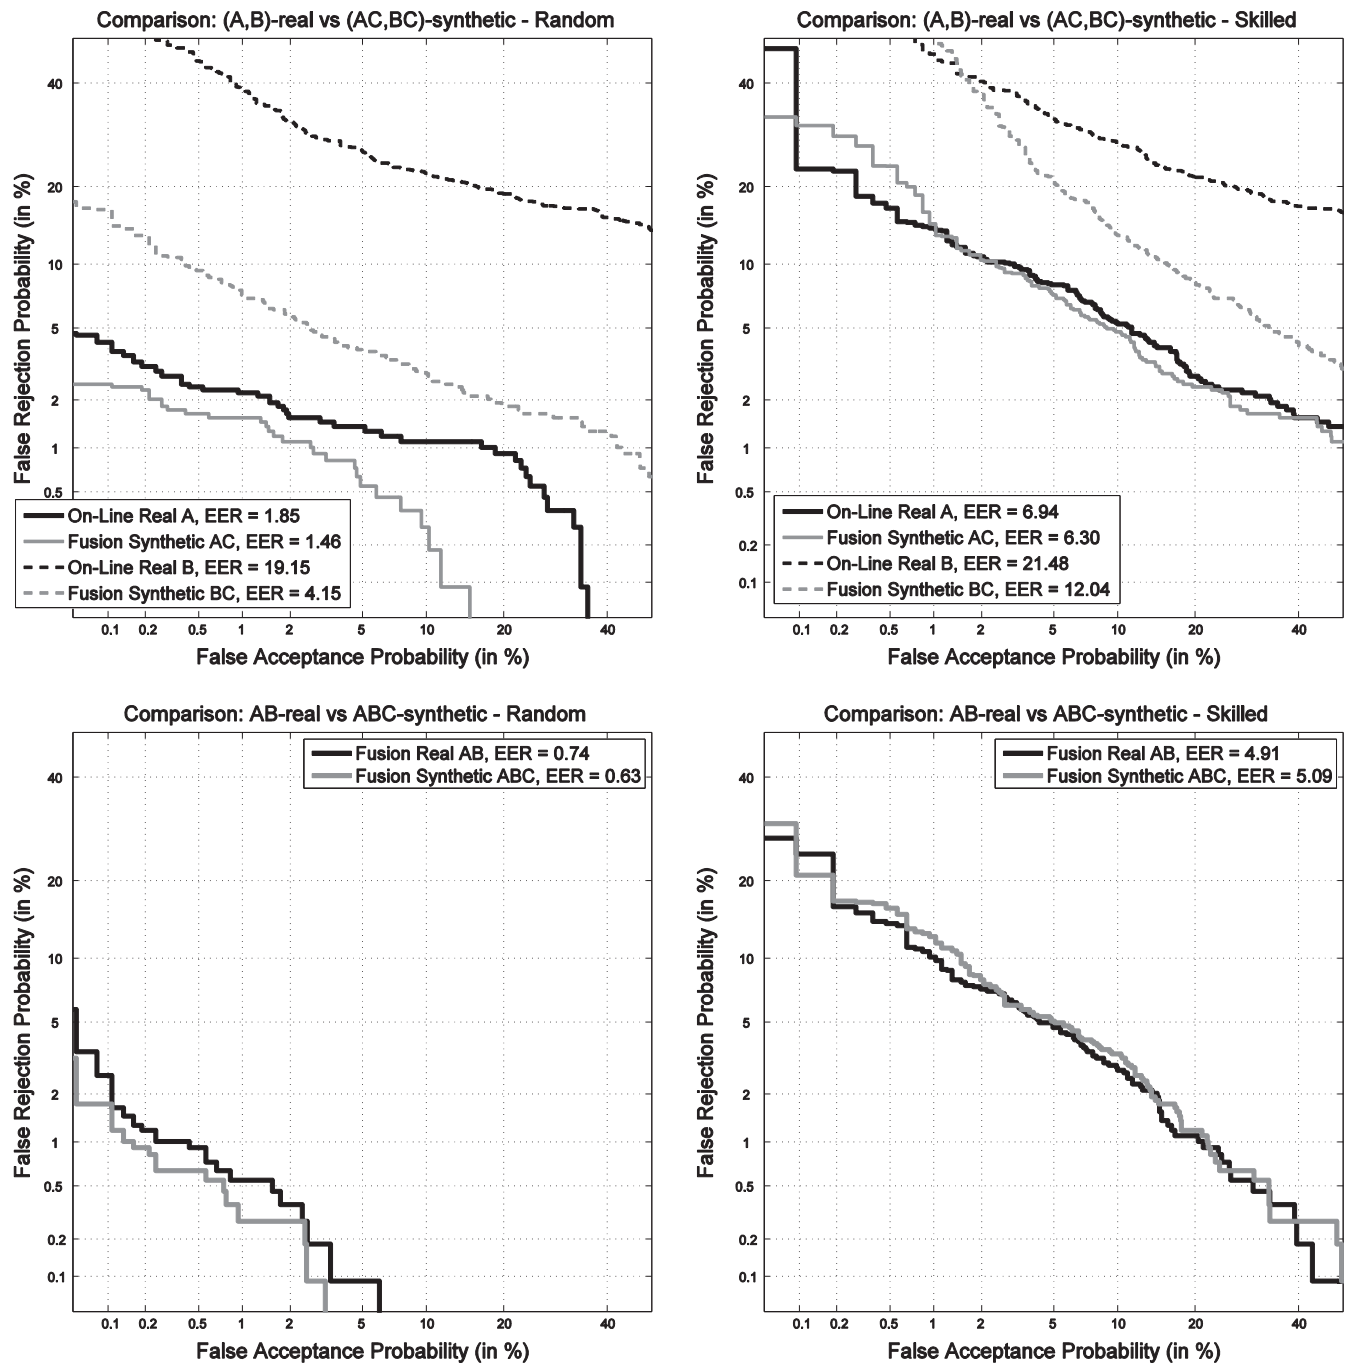 Comparison: (A,B)-real vs (AC,BC)-synthetic - Random
False Rejection Probability (in %)
40
20
10
5
2
1
0.5
On-Line Real A, EER = 1.85
Fusion Synthetic AC, EER = 1.46
On-Line Real B, EER = 19.15
Fusion Synthetic BC, EER = 4.15
0.1 0.2 0.5 1 2 5 10 20 40
False Acceptance Probability (in %)
Comparison: (A,B)-real vs (AC,BC)-synthetic - Skilled
False Rejection Probability (in %)
40
20
10
5
2
1
0.5
0.2
0.1
On-Line Real A, EER = 6.94
Fusion Synthetic AC, EER = 6.30
On-Line Real B, EER = 21.48
Fusion Synthetic BC, EER = 12.04
0.1 0.2 0.5 1 2 5 10 20 40
False Acceptance Probability (in %)
Comparison: AB-real vs ABC-synthetic - Random
Fusion Real AB, EER = 0.74
Fusion Synthetic ABC, EER = 0.63
False Rejection Probability (in %)
40
20
10
5
2
1
0.5
0.2
0.1
0.1 0.2 0.5 1 2 5 10 20 40
False Acceptance Probability (in %)
Comparison: AB-real vs ABC-synthetic - Skilled
Fusion Real AB, EER = 4.91
Fusion Synthetic ABC, EER = 5.09
False Rejection Probability (in %)
40
20
10
5
2
1
0.5
0.2
0.1
0.1 0.2 0.5 1 2 5 10 20 40
False Acceptance Probability (in %)